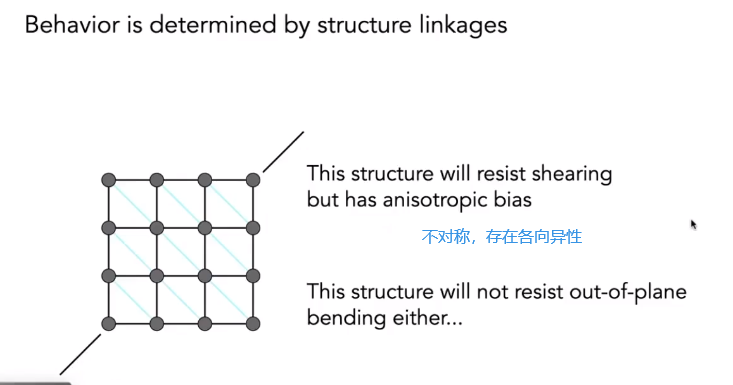 Behavior is determined by structure linkages
This structure will resist shearing
but has anisotropic bias
不对称，存在各向异性
This structure will not resist out-of-plane
bending either...